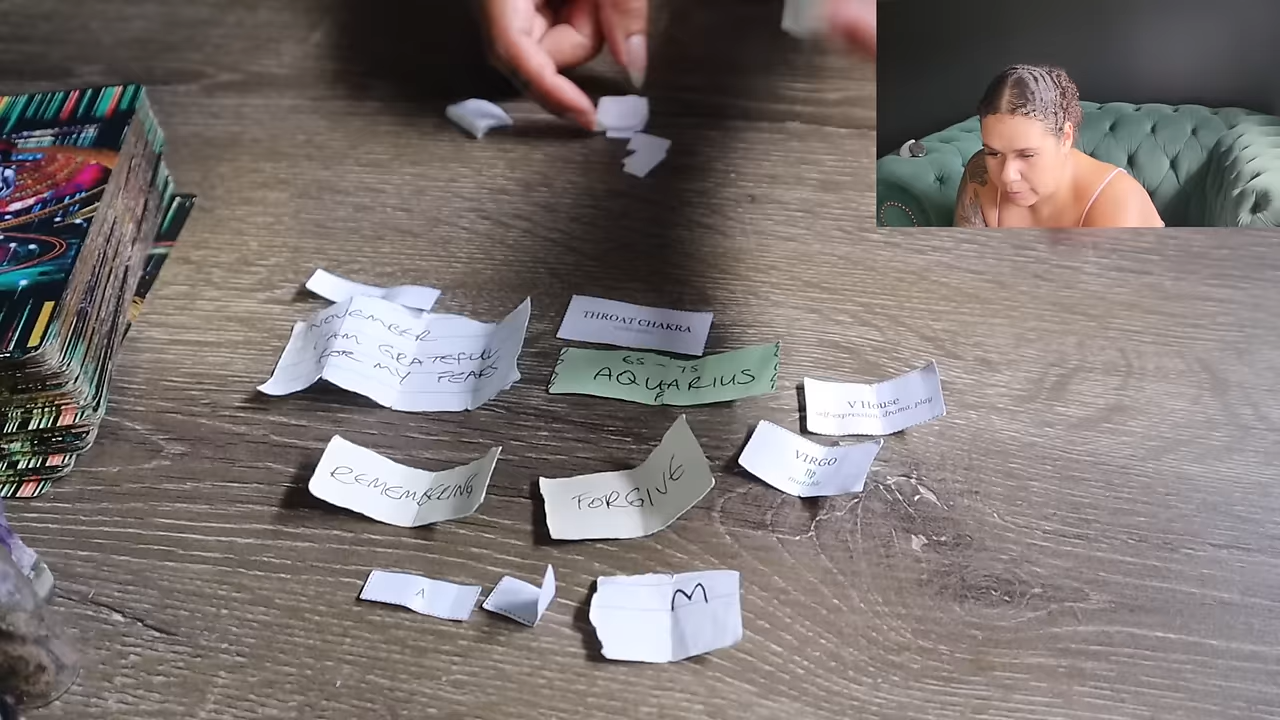 THROAT CHAKRA
NOVEMBER
I AM GRATEFUL
FOR MY FEARS
65 - 75
AQUARIUS
F
V House
self-expression, drama, play
VIRGO
♍
mutable
REMEMBERING
FORGIVE
A
M